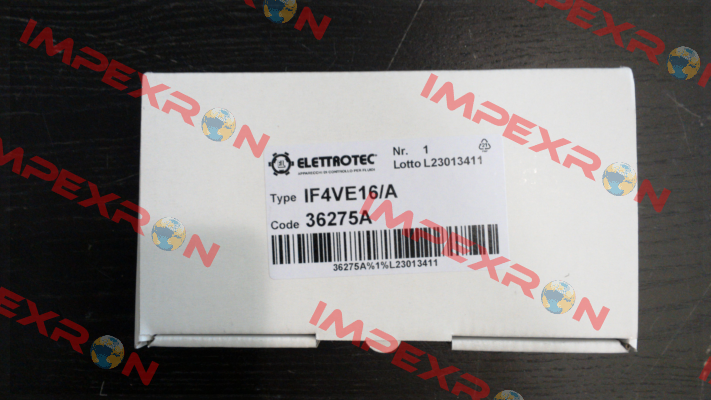 ELETTROTEC
APPARECCHI DI CONTROLLO PER FLUIDI
Nr. 1
Lotto L23013411
Type IF4VE16/A
Code 36275A
36275A%1%L23013411
IMPEXRON
IMPEXRON
IMPEXRON
IMPEXRON
IMPEXRON
IMPEXRON